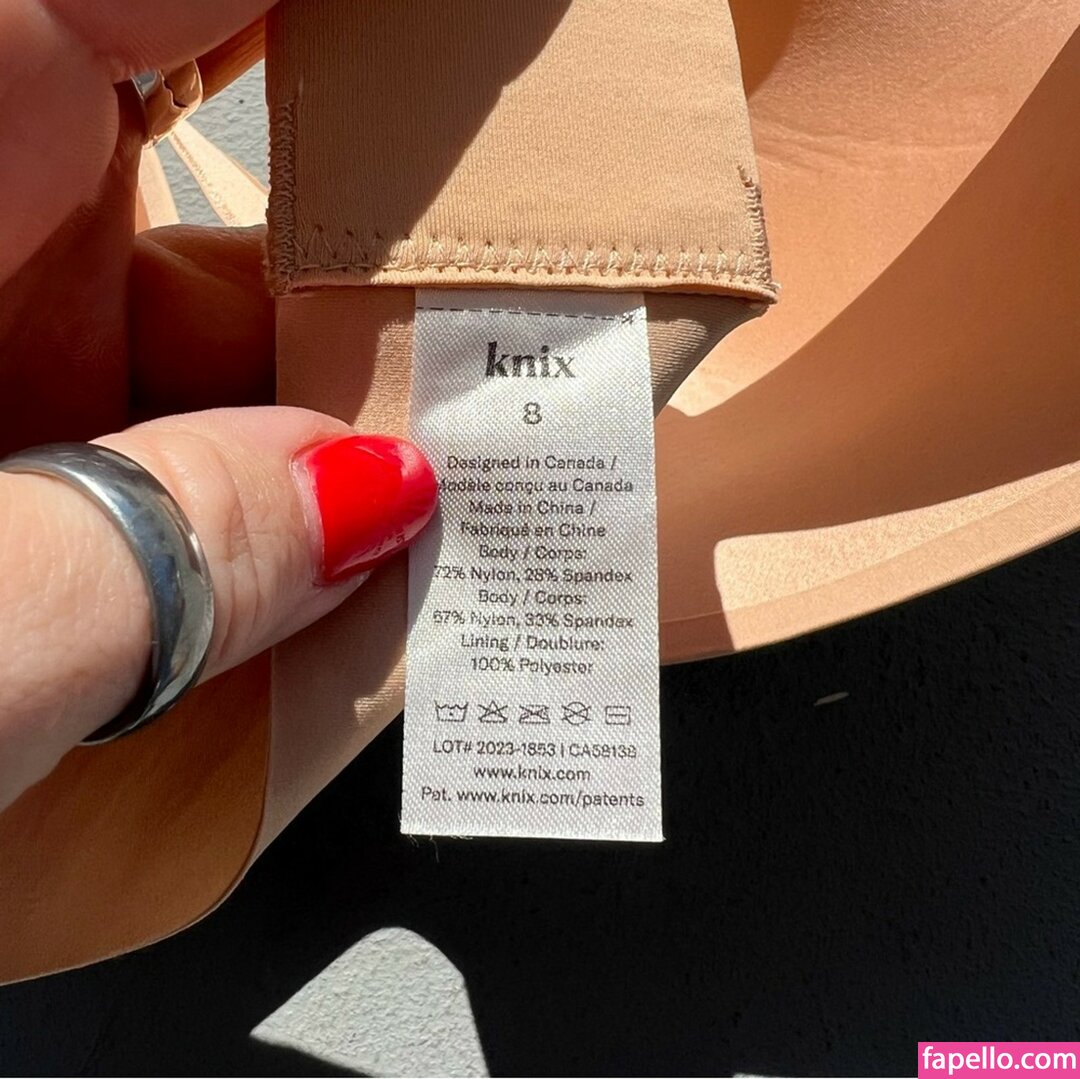 knix
8
Designed in Canada /
Modèle conçu au Canada
Made in China /
Fabriqué en Chine
Body / Corps:
72% Nylon, 28% Spandex
Body / Corps:
67% Nylon, 33% Spandex
Lining / Doublure:
100% Polyester
LOT# 2023-1853 | CA58138
www.knix.com
Pat. www.knix.com/patents
fapello.com